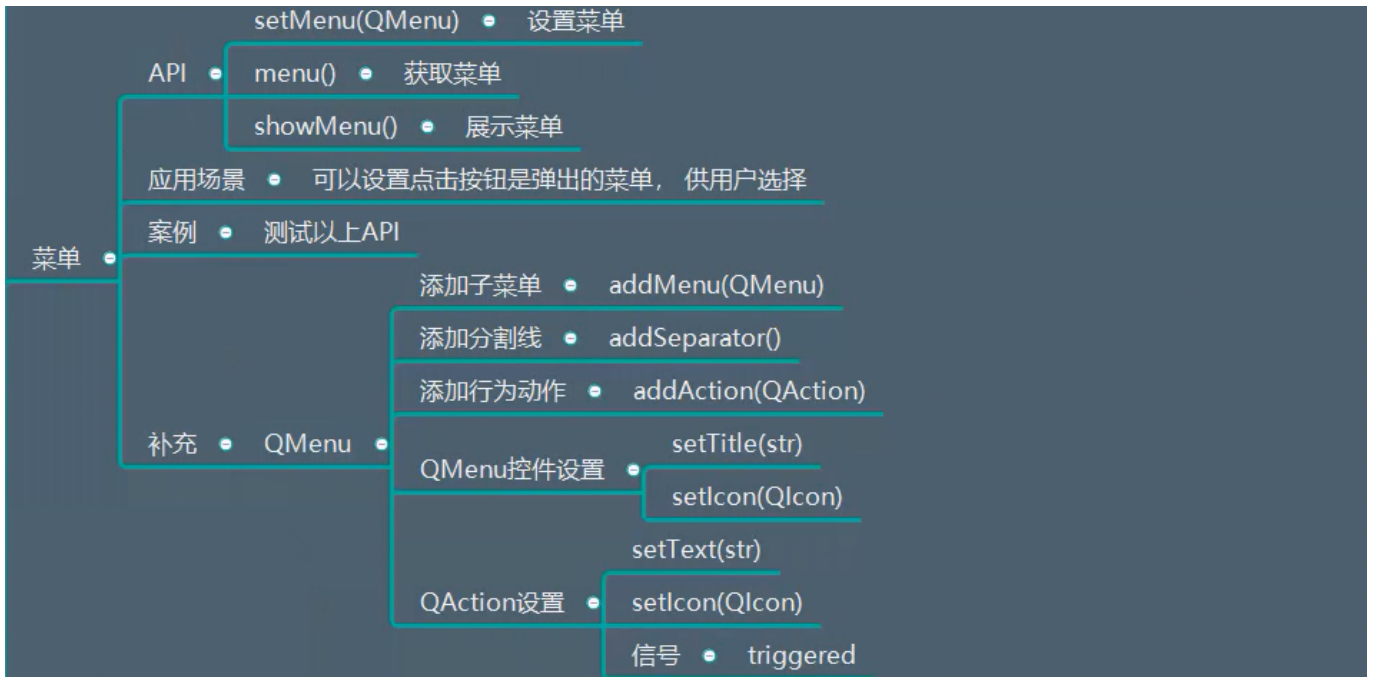 setMenu(QMenu) 设置菜单
API menu() 获取菜单
showMenu() 展示菜单
应用场景 可以设置点击按钮是弹出的菜单，供用户选择
案例 测试以上API
菜单
添加子菜单 addMenu(QMenu)
添加分割线 addSeparator()
添加行为动作 addAction(QAction)
补充 QMenu
setTitle(str)
QMenu控件设置
setIcon(QIcon)
setText(str)
QAction设置 setIcon(QIcon)
信号 triggered